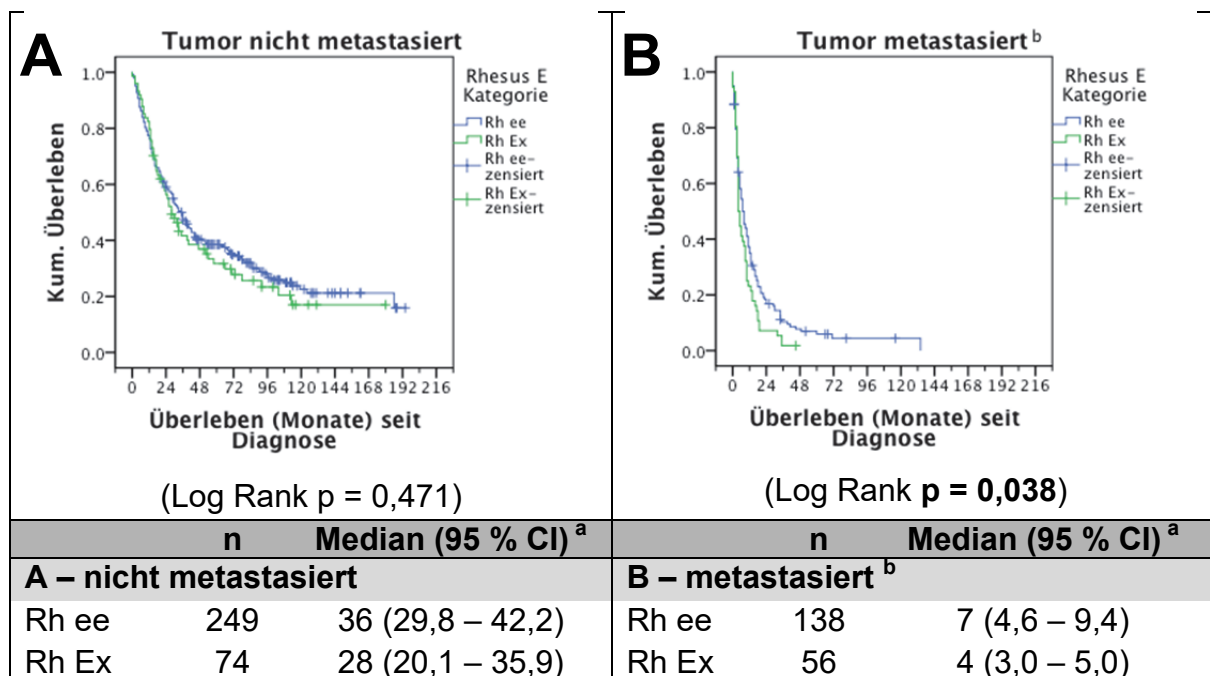 A
Tumor nicht metastasiert
Kum. Überleben
1.0
0.8
0.6
0.4
0.2
0.0
0 24 48 72 96 120 144 168 192 216
Überleben (Monate) seit
Diagnose
Rhesus E
Kategorie
Rh ee
Rh Ex
Rh ee-
zensiert
Rh Ex-
zensiert
(Log Rank p = 0,471)
B
Tumor metastasiert b
Kum. Überleben
1.0
0.8
0.6
0.4
0.2
0.0
0 24 48 72 96 120 144 168 192 216
Überleben (Monate) seit
Diagnose
Rhesus E
Kategorie
Rh ee
Rh Ex
Rh ee-
zensiert
Rh Ex-
zensiert
(Log Rank p = 0,038)
n Median (95 % CI) a
A – nicht metastasiert
Rh ee 249 36 (29,8 – 42,2)
Rh Ex 74 28 (20,1 – 35,9)
n Median (95 % CI) a
B – metastasiert b
Rh ee 138 7 (4,6 – 9,4)
Rh Ex 56 4 (3,0 – 5,0)